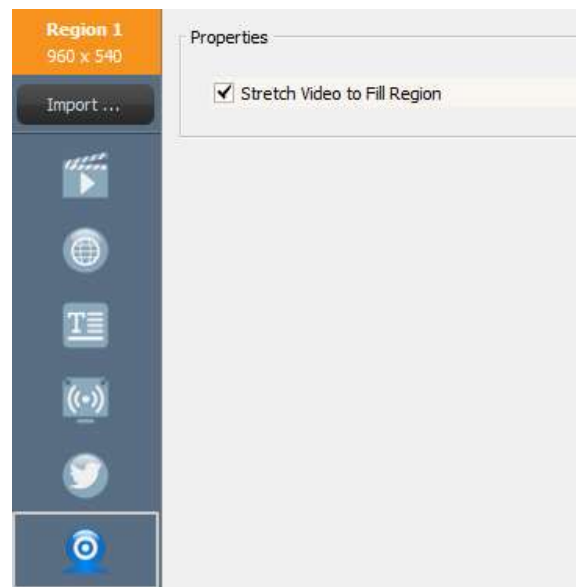 Region 1
960 x 540
Import ...
Properties
Stretch Video to Fill Region
T